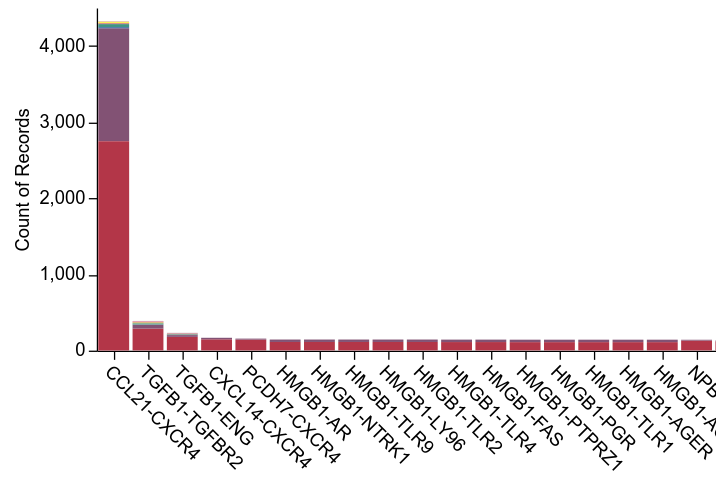 Count of Records
4,000
3,000
2,000
1,000
0
CCL21-CXCR4
TGFB1-TGFBR2
TGFB1-ENG
CXCL14-CXCR4
PCDH7-CXCR4
HMGB1-AR
HMGB1-NTRK1
HMGB1-TLR9
HMGB1-LY96
HMGB1-TLR2
HMGB1-TLR4
HMGB1-FAS
HMGB1-PTPRZ1
HMGB1-PGR
HMGB1-TLR1
HMGB1-AGER